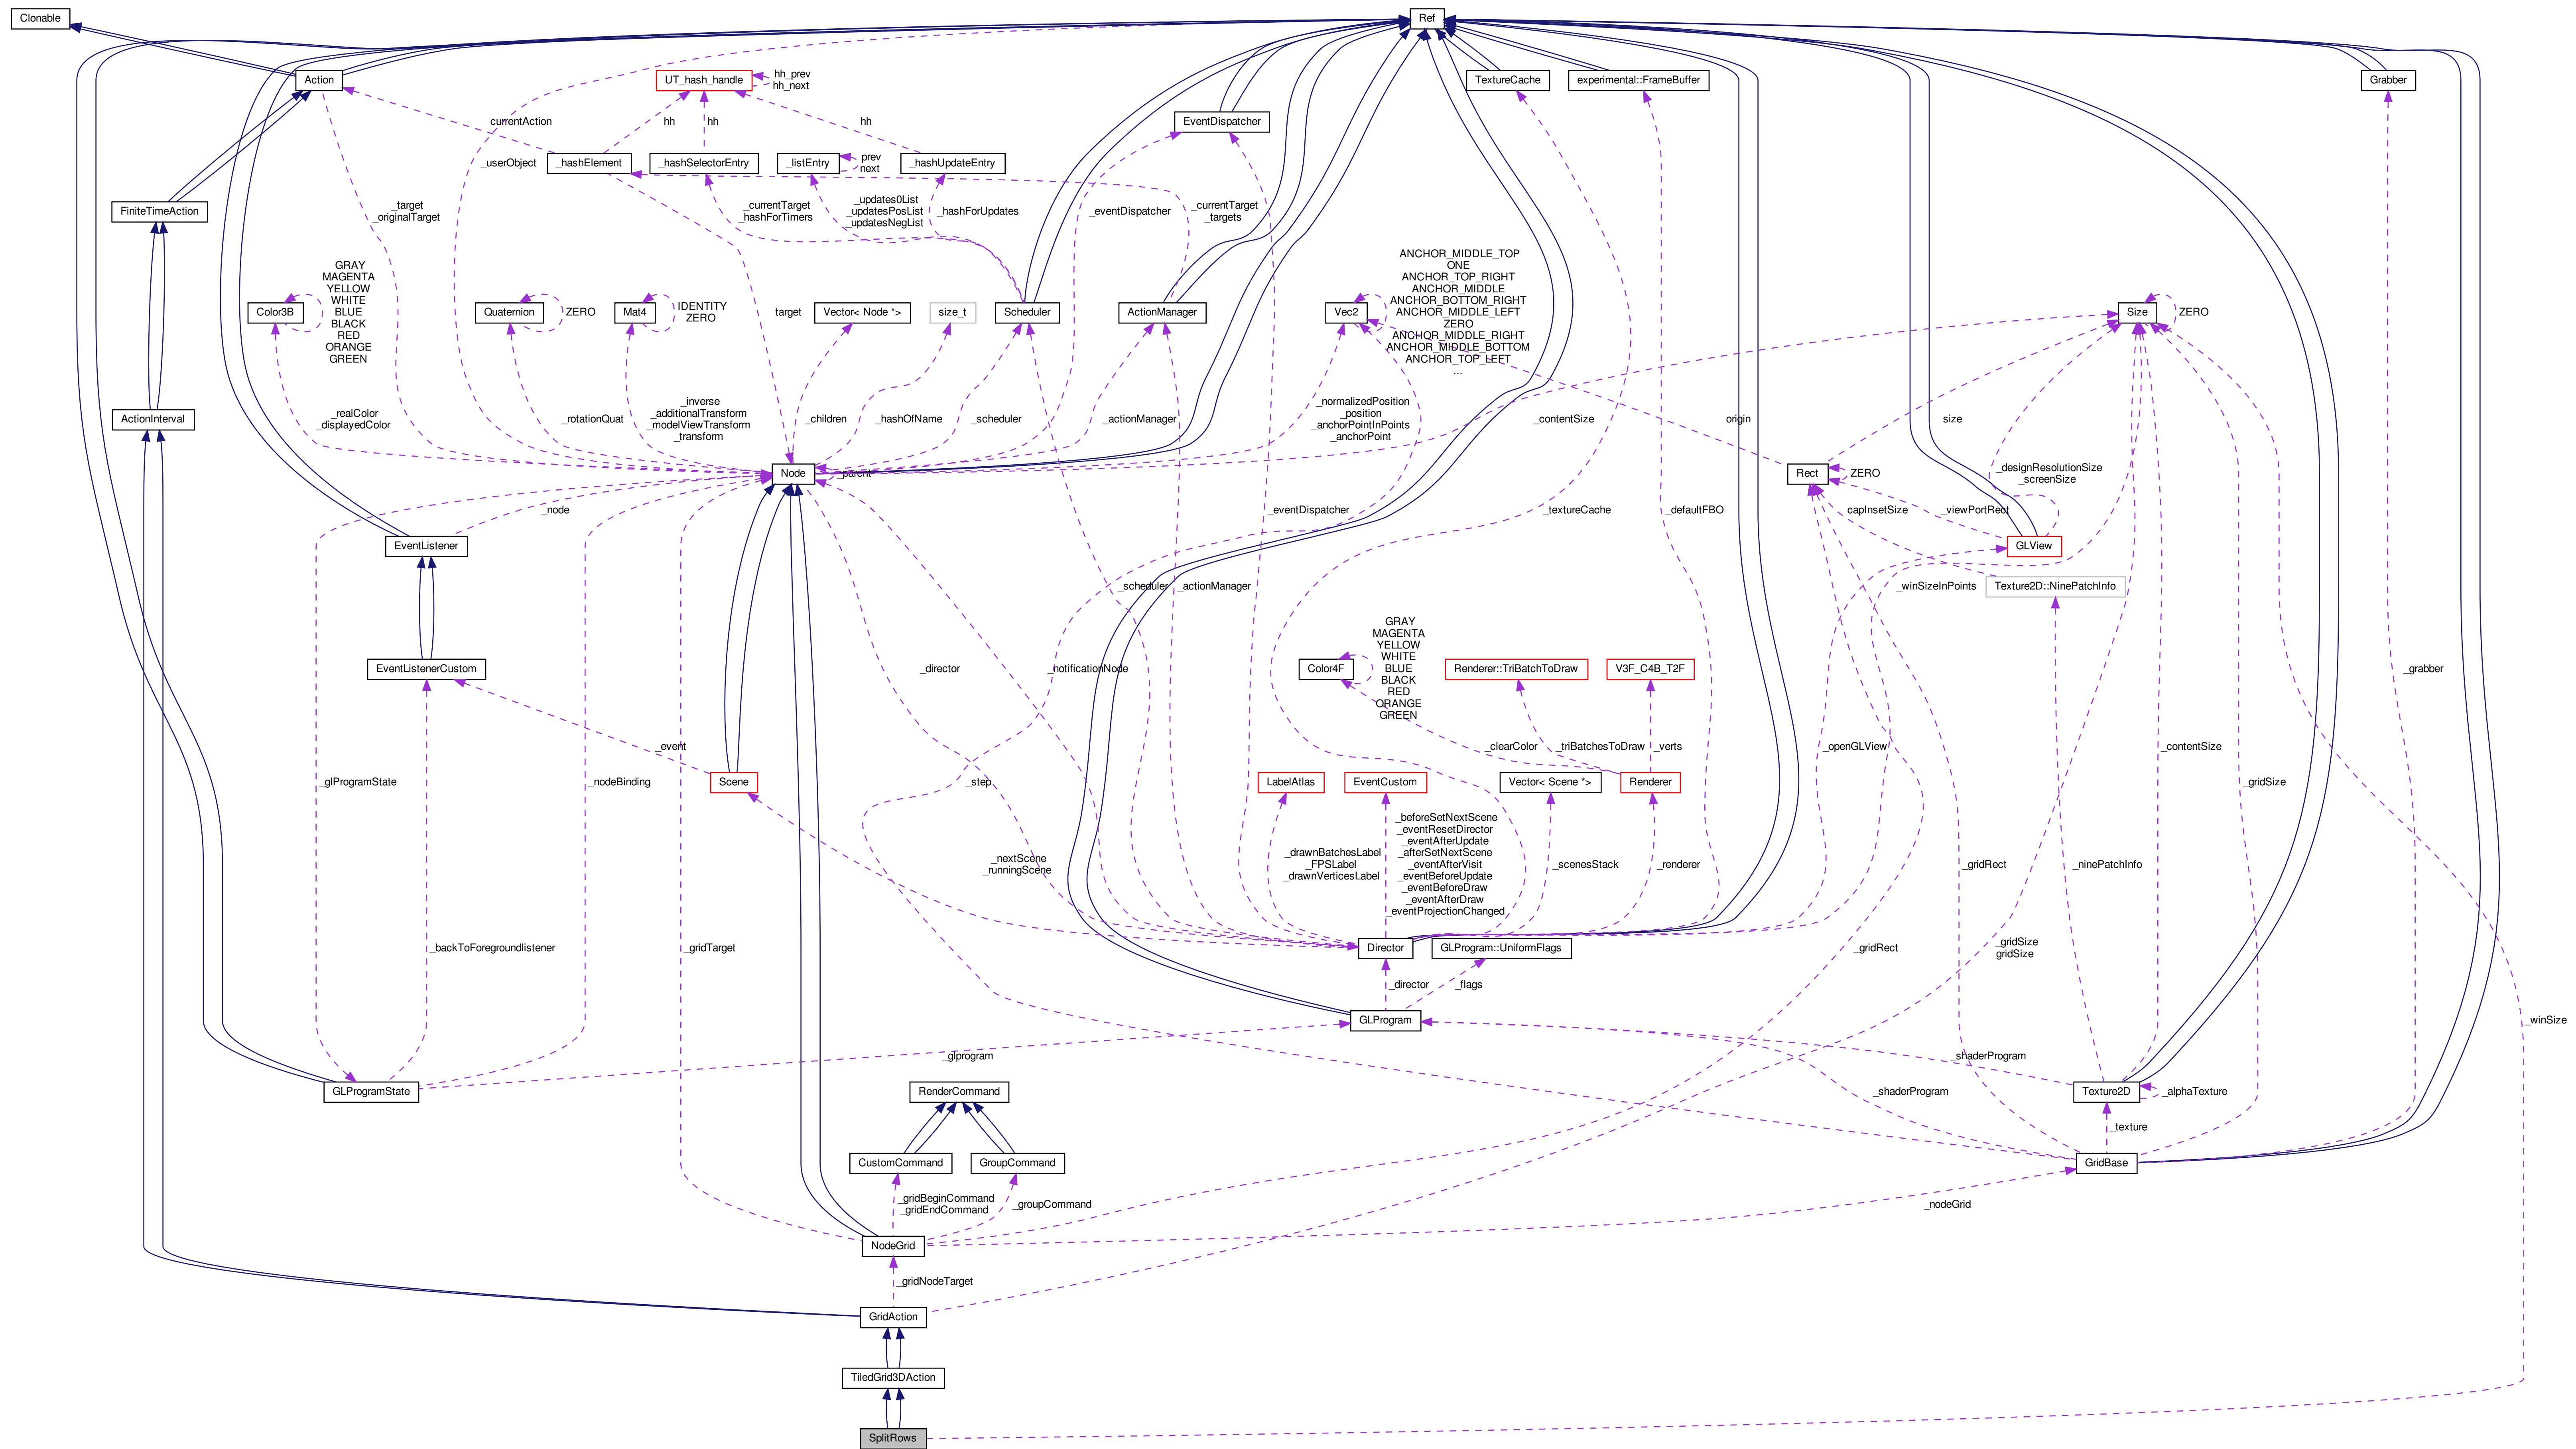 Clonable
Ref
Action
UT_hash_handle
hh_prev
hh_next
TextureCache
experimental::FrameBuffer
Grabber
currentAction
hh
hh
hh
EventDispatcher
_userObject
_hashElement
_hashSelectorEntry
_listEntry
prev
next
_hashUpdateEntry
FiniteTimeAction
_target
_originalTarget
_currentTarget
_hashForTimers
_updates0List
_updatesPosList
_updatesNegList
_hashForUpdates
_eventDispatcher
_currentTarget
_targets
Color3B
GRAY
MAGENTA
YELLOW
WHITE
BLUE
BLACK
RED
ORANGE
GREEN
Quaternion
ZERO
Mat4
IDENTITY
ZERO
target
Vector< Node *>
size_t
Scheduler
ActionManager
Vec2
ANCHOR_MIDDLE_TOP
ONE
ANCHOR_TOP_RIGHT
ANCHOR_MIDDLE
ANCHOR_BOTTOM_RIGHT
ANCHOR_MIDDLE_LEFT
ZERO
ANCHOR_MIDDLE_RIGHT
ANCHOR_MIDDLE_BOTTOM
ANCHOR_TOP_LEFT
...
Size
ZERO
ActionInterval
_realColor
_displayedColor
_rotationQuat
_inverse
_additionalTransform
_modelViewTransform
_transform
_children
_hashOfName
_scheduler
_actionManager
_normalizedPosition
_position
_anchorPointInPoints
_anchorPoint
_contentSize
origin
size
Node
_parent
Rect
ZERO
_designResolutionSize
_screenSize
_node
_eventDispatcher
_textureCache
_defaultFBO
capInsetSize
_viewPortRect
EventListener
GLView
_scheduler
_actionManager
_winSizeInPoints
Texture2D::NinePatchInfo
EventListenerCustom
_director
_notificationNode
Color4F
GRAY
MAGENTA
YELLOW
WHITE
BLUE
BLACK
RED
ORANGE
GREEN
Renderer::TriBatchToDraw
V3F_C4B_T2F
_grabber
_event
_clearColor
_triBatchesToDraw
_verts
_openGLView
_contentSize
_glProgramState
_nodeBinding
Scene
_step
LabelAtlas
EventCustom
Vector< Scene *>
Renderer
_gridSize
_nextScene
_runningScene
_drawnBatchesLabel
_FPSLabel
_drawnVerticesLabel
_beforeSetNextScene
_eventResetDirector
_eventAfterUpdate
_afterSetNextScene
_eventAfterVisit
_eventBeforeUpdate
_eventBeforeDraw
_eventAfterDraw
_eventProjectionChanged
_scenesStack
_renderer
_gridRect
_ninePatchInfo
_backToForegroundlistener
_gridTarget
Director
GLProgram::UniformFlags
_gridRect
_gridSize
gridSize
_director
_flags
GLProgram
_winSize
_glprogram
_shaderProgram
GLProgramState
RenderCommand
_shaderProgram
Texture2D
_alphaTexture
_texture
CustomCommand
GroupCommand
GridBase
_gridBeginCommand
_gridEndCommand
_groupCommand
_nodeGrid
NodeGrid
_gridNodeTarget
GridAction
TiledGrid3DAction
SplitRows